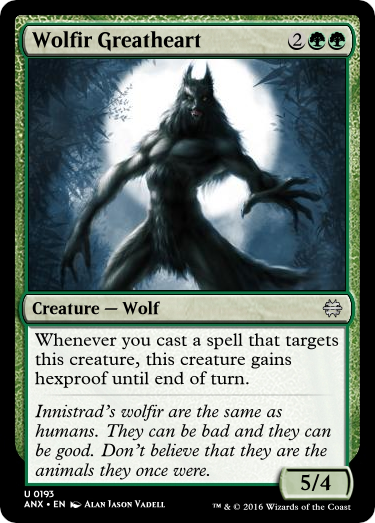 Wolfir Greatheart 2
Creature — Wolf
Whenever you cast a spell that targets
this creature, this creature gains
hexproof until end of turn.
Innistrad's wolfir are the same as
humans. They can be bad and they can
be good. Don't believe that they are the
animals they once were.
5/4
U 0193
ANX • EN Alan Jason Vadell
™ & © 2016 Wizards of the Coast